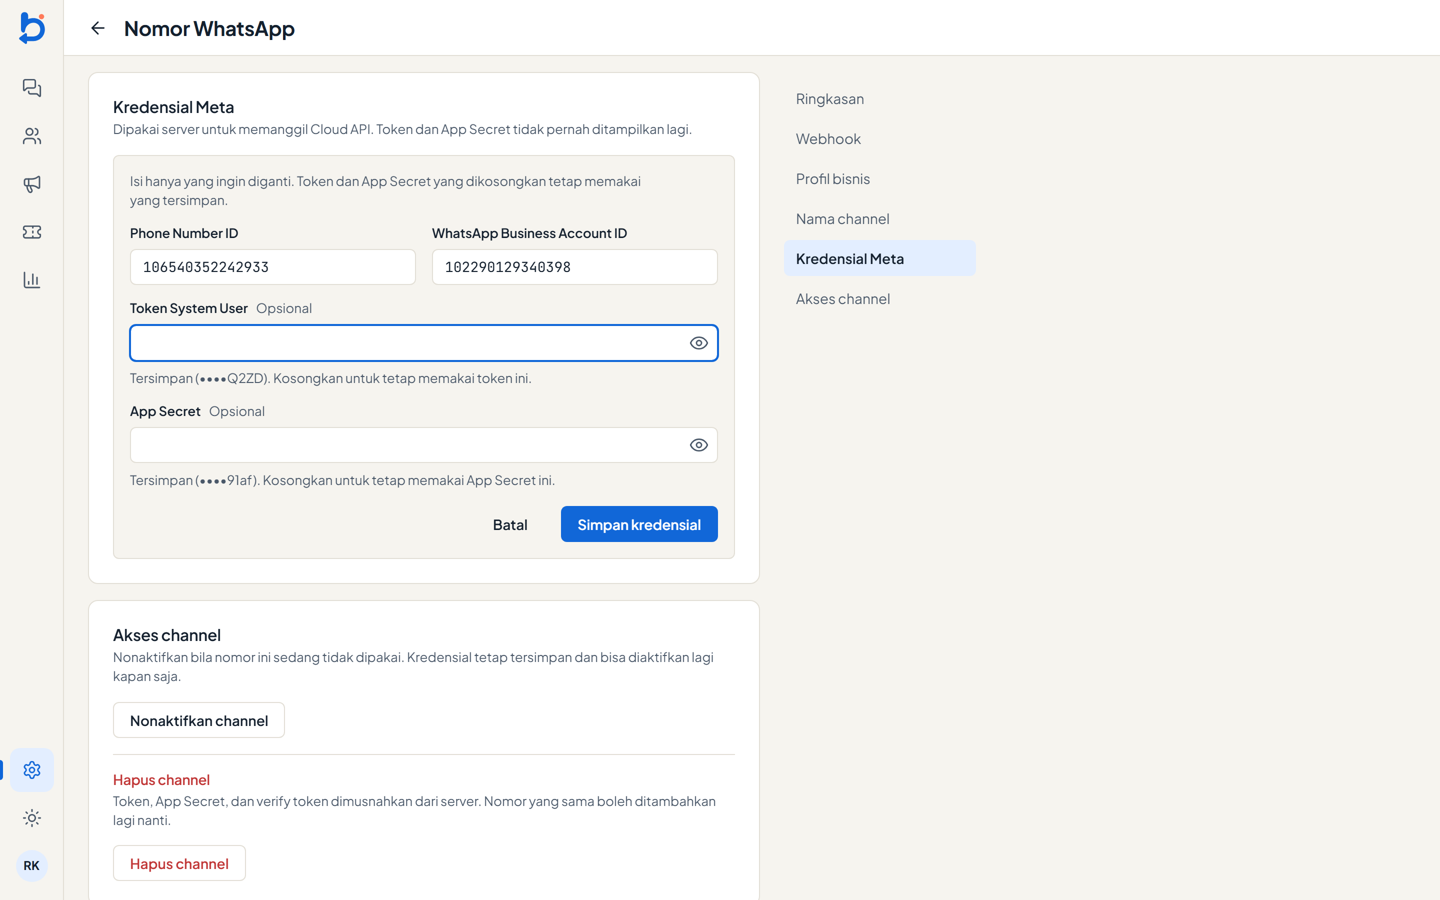 Nomor WhatsApp
Kredensial Meta
Dipakai server untuk memanggil Cloud API. Token dan App Secret tidak pernah ditampilkan lagi.
Isi hanya yang ingin diganti. Token dan App Secret yang dikosongkan tetap memakai
yang tersimpan.
Phone Number ID
WhatsApp Business Account ID
106540352242933
102290129340398
Token System User Opsional
Tersimpan (••••Q2ZD). Kosongkan untuk tetap memakai token ini.
App Secret Opsional
Tersimpan (••••91af). Kosongkan untuk tetap memakai App Secret ini.
Batal
Simpan kredensial
Akses channel
Nonaktifkan bila nomor ini sedang tidak dipakai. Kredensial tetap tersimpan dan bisa diaktifkan lagi
kapan saja.
Nonaktifkan channel
Hapus channel
Token, App Secret, dan verify token dimusnahkan dari server. Nomor yang sama boleh ditambahkan
lagi nanti.
Hapus channel
Ringkasan
Webhook
Profil bisnis
Nama channel
Kredensial Meta
Akses channel
RK